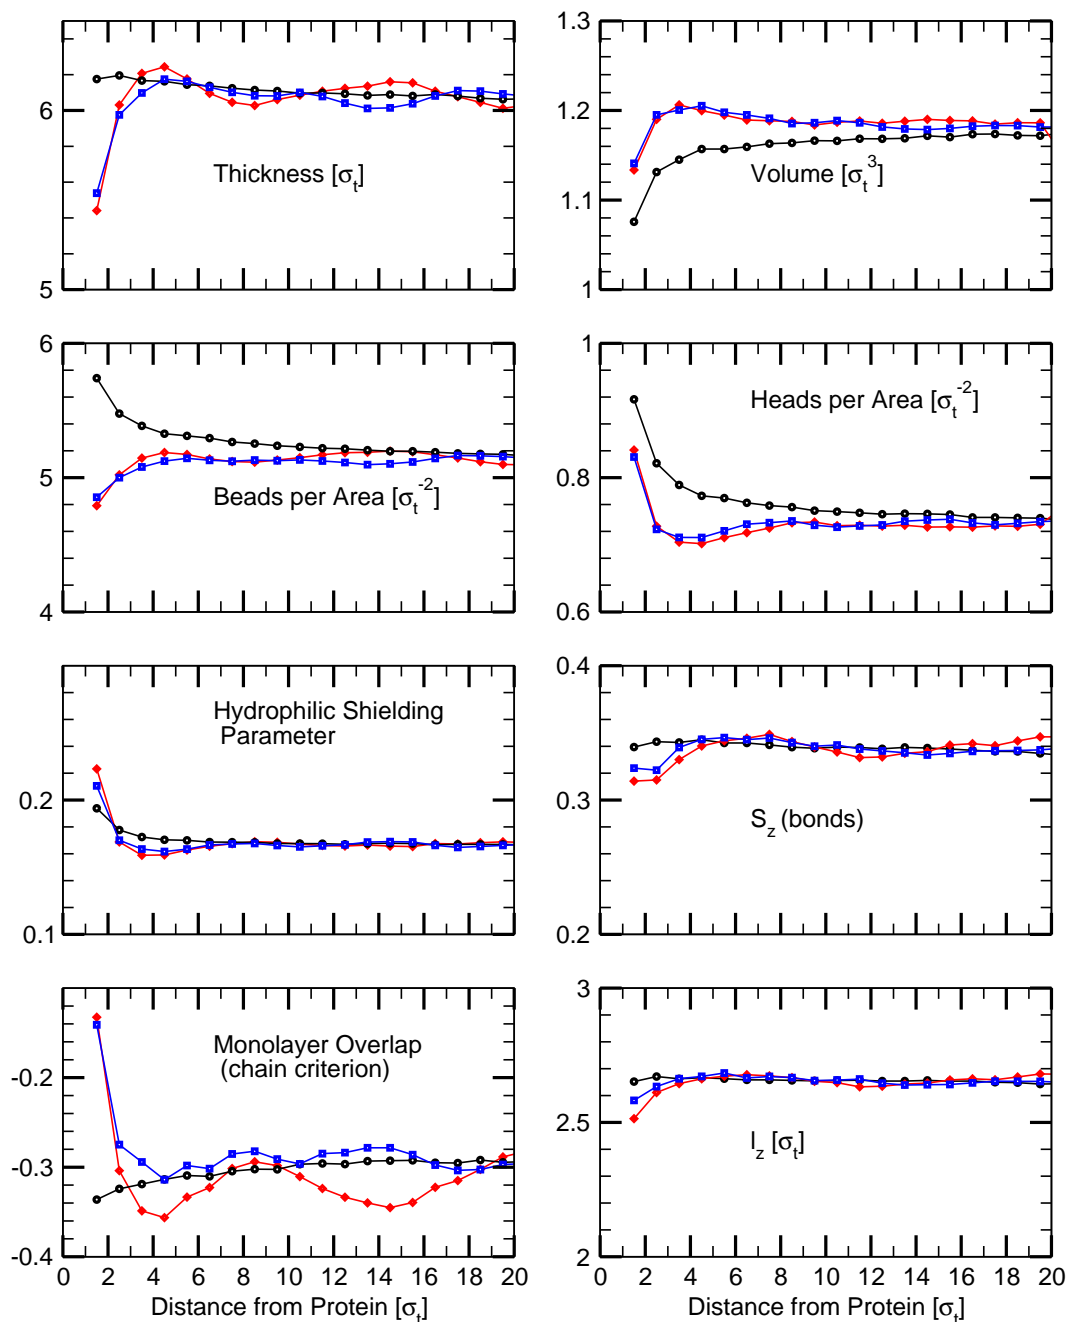 6
5
Thickness [σt]
1.3
1.2
1.1
1
Volume [σt^3]
6
5
4
Beads per Area [σt^-2]
1
0.8
0.6
Heads per Area [σt^-2]
0.2
0.1
Hydrophilic Shielding
Parameter
0.4
0.3
0.2
Sz (bonds)
-0.2
-0.3
-0.4
Monolayer Overlap
(chain criterion)
0 2 4 6 8 10 12 14 16 18 20
Distance from Protein [σt]
3
2.5
2
lz [σt]
0 2 4 6 8 10 12 14 16 18 20
Distance from Protein [σt]